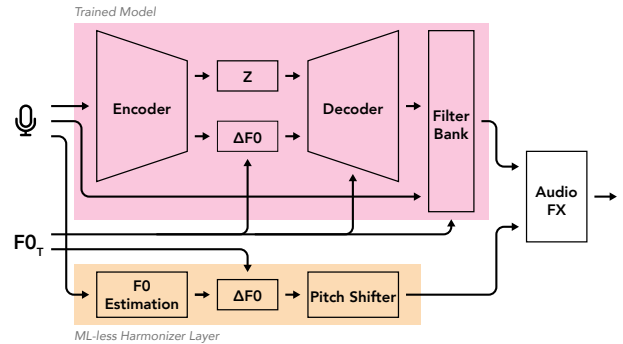 Trained Model
Encoder
Z
ΔF0
Decoder
Filter
Bank
Audio
FX
F0T
F0
Estimation
ΔF0
Pitch Shifter
ML-less Harmonizer Layer